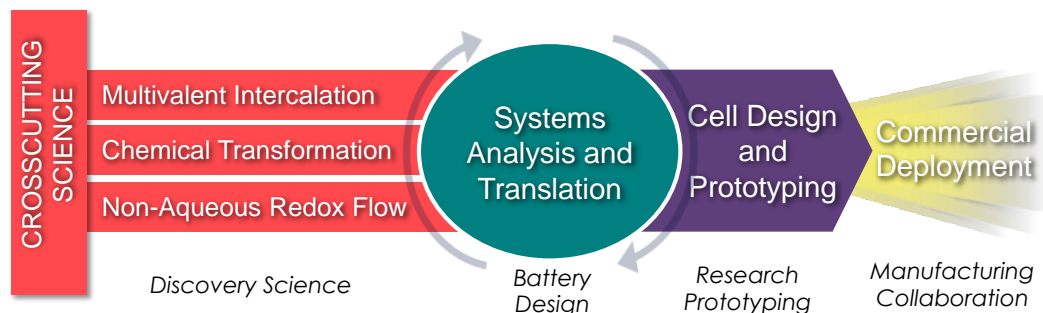 CROSSCUTTING
SCIENCE
Multivalent Intercalation
Chemical Transformation
Non-Aqueous Redox Flow
Systems
Analysis and
Translation
Cell Design
and
Prototyping
Commercial
Deployment
Discovery Science
Battery
Design
Research
Prototyping
Manufacturing
Collaboration